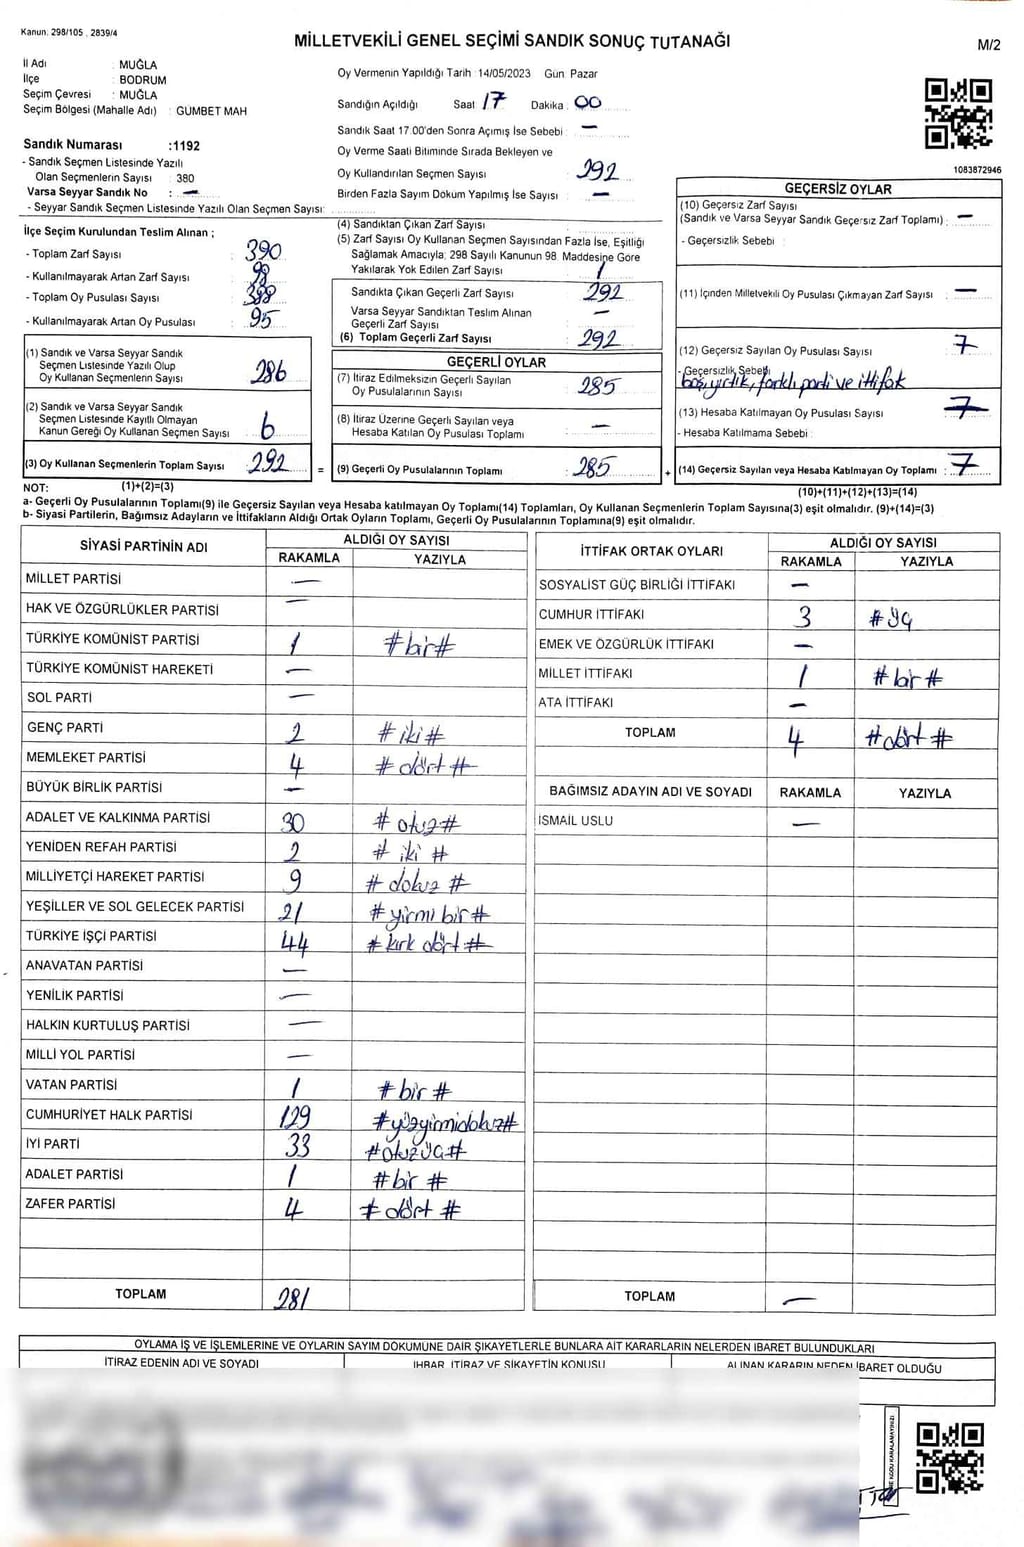 Kanun. 298/105 , 2839/4
MİLLETVEKİLİ GENEL SEÇİMİ SANDIK SONUÇ TUTANAĞI
M/2
İl Adı : MUĞLA
İlçe : BODRUM
Seçim Çevresi : MUĞLA
Seçim Bölgesi (Mahalle Adı) : GÜMBET MAH
Oy Vermenin Yapıldığı Tarih :14/05/2023 Gün Pazar
Sandığın Açıldığı Saat 17 Dakika : 00
Sandık Saat 17.00'den Sonra Açılmış İse Sebebi : —
Oy Verme Saati Bitiminde Sırada Bekleyen ve
Oy Kullandırılan Seçmen Sayısı : 292
Birden Fazla Sayım Döküm Yapılmış İse Sayısı : —
Sandık Numarası :1192
- Sandık Seçmen Listesinde Yazılı
Olan Seçmenlerin Sayısı : 380
Varsa Seyyar Sandık No : —
- Seyyar Sandık Seçmen Listesinde Yazılı Olan Seçmen Sayısı:
1083872946
İlçe Seçim Kurulundan Teslim Alınan ;
- Toplam Zarf Sayısı : 390
- Kullanılmayarak Artan Zarf Sayısı : 98
- Toplam Oy Pusulası Sayısı : 388
- Kullanılmayarak Artan Oy Pusulası : 95
(1) Sandık ve Varsa Seyyar Sandık
Seçmen Listesinde Yazılı Olup
Oy Kullanan Seçmenlerin Sayısı : 286
(2) Sandık ve Varsa Seyyar Sandık
Seçmen Listesinde Kayıtlı Olmayan
Kanun Gereği Oy Kullanan Seçmen Sayısı : 6
(3) Oy Kullanan Seçmenlerin Toplam Sayısı : 292 =
(4) Sandıktan Çıkan Zarf Sayısı :
(5) Zarf Sayısı Oy Kullanan Seçmen Sayısından Fazla İse, Eşitliği
Sağlamak Amacıyla; 298 Sayılı Kanunun 98. Maddesine Göre
Yakılarak Yok Edilen Zarf Sayısı : 1
Sandıkta Çıkan Geçerli Zarf Sayısı : 292
Varsa Seyyar Sandıktan Teslim Alınan
Geçerli Zarf Sayısı : —
(6) Toplam Geçerli Zarf Sayısı : 292
GEÇERLİ OYLAR
(7) İtiraz Edilmeksizin Geçerli Sayılan
Oy Pusulalarının Sayısı : 285
(8) İtiraz Üzerine Geçerli Sayılan veya
Hesaba Katılan Oy Pusulası Toplamı : —
(9) Geçerli Oy Pusulalarının Toplamı : 285 +
GEÇERSİZ OYLAR
(10) Geçersiz Zarf Sayısı
(Sandık ve Varsa Seyyar Sandık Geçersiz Zarf Toplamı) : —
- Geçersizlik Sebebi :
(11) İçinden Milletvekili Oy Pusulası Çıkmayan Zarf Sayısı : —
(12) Geçersiz Sayılan Oy Pusulası Sayısı : 7
- Geçersizlik Sebebi
boş, yırtık, farklı parti ve ittifak
(13) Hesaba Katılmayan Oy Pusulası Sayısı : 7
- Hesaba Katılmama Sebebi :
(14) Geçersiz Sayılan veya Hesaba Katılmayan Oy Toplamı : 7
NOT: (1)+(2)=(3)
(10)+(11)+(12)+(13)=(14)
a- Geçerli Oy Pusulalarının Toplamı(9) ile Geçersiz Sayılan veya Hesaba katılmayan Oy Toplamı(14) Toplamları, Oy Kullanan Seçmenlerin Toplam Sayısına(3) eşit olmalıdır. (9)+(14)=(3)
b- Siyasi Partilerin, Bağımsız Adayların ve İttifakların Aldığı Ortak Oyların Toplamı, Geçerli Oy Pusulalarının Toplamına(9) eşit olmalıdır.
SİYASİ PARTİNİN ADI
ALDIĞI OY SAYISI
RAKAMLA YAZIYLA
MİLLET PARTİSİ —
HAK VE ÖZGÜRLÜKLER PARTİSİ —
TÜRKİYE KOMÜNİST PARTİSİ 1 #bir#
TÜRKİYE KOMÜNİST HAREKETİ —
SOL PARTİ —
GENÇ PARTİ 2 #iki#
MEMLEKET PARTİSİ 4 #dört#
BÜYÜK BİRLİK PARTİSİ —
ADALET VE KALKINMA PARTİSİ 30 #otuz#
YENİDEN REFAH PARTİSİ 2 #iki#
MİLLİYETÇİ HAREKET PARTİSİ 9 #dokuz#
YEŞİLLER VE SOL GELECEK PARTİSİ 21 #yirmi bir#
TÜRKİYE İŞÇİ PARTİSİ 44 #kırk dört#
ANAVATAN PARTİSİ —
YENİLİK PARTİSİ —
HALKIN KURTULUŞ PARTİSİ —
MİLLİ YOL PARTİSİ —
VATAN PARTİSİ 1 #bir#
CUMHURİYET HALK PARTİSİ 129 #yüzyirmidokuz#
İYİ PARTİ 33 #otuzüç#
ADALET PARTİSİ 1 #bir#
ZAFER PARTİSİ 4 #dört#
TOPLAM 281
İTTİFAK ORTAK OYLARI
ALDIĞI OY SAYISI
RAKAMLA YAZIYLA
SOSYALİST GÜÇ BİRLİĞİ İTTİFAKI —
CUMHUR İTTİFAKI 3 #üç
EMEK VE ÖZGÜRLÜK İTTİFAKI —
MİLLET İTTİFAKI 1 #bir#
ATA İTTİFAKI —
TOPLAM 4 #dört#
BAĞIMSIZ ADAYIN ADI VE SOYADI RAKAMLA YAZIYLA
İSMAİL USLU —
TOPLAM —
OYLAMA İŞ VE İŞLEMLERİNE VE OYLARIN SAYIM DÖKÜMÜNE DAİR ŞİKAYETLERLE BUNLARA AİT KARARLARIN NELERDEN İBARET BULUNDUKLARI
İTİRAZ EDENİN ADI VE SOYADI İHBAR, İTİRAZ VE ŞİKAYETİN KONUSU ALINAN KARARIN NEDEN İBARET OLDUĞU